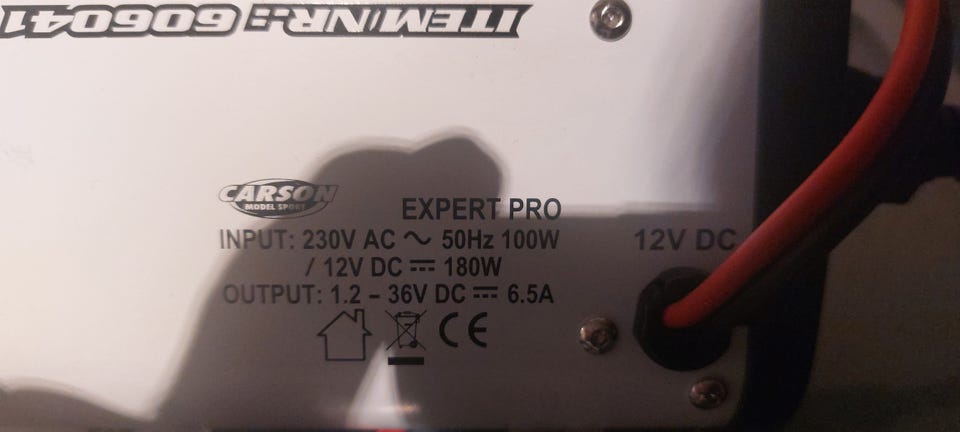 ITEM NR.: 606041
CARSON
MODEL SPORT
EXPERT PRO
INPUT: 230V AC ~ 50Hz 100W
/ 12V DC ⎓ 180W
OUTPUT: 1.2 – 36V DC ⎓ 6.5A
12V DC
CE